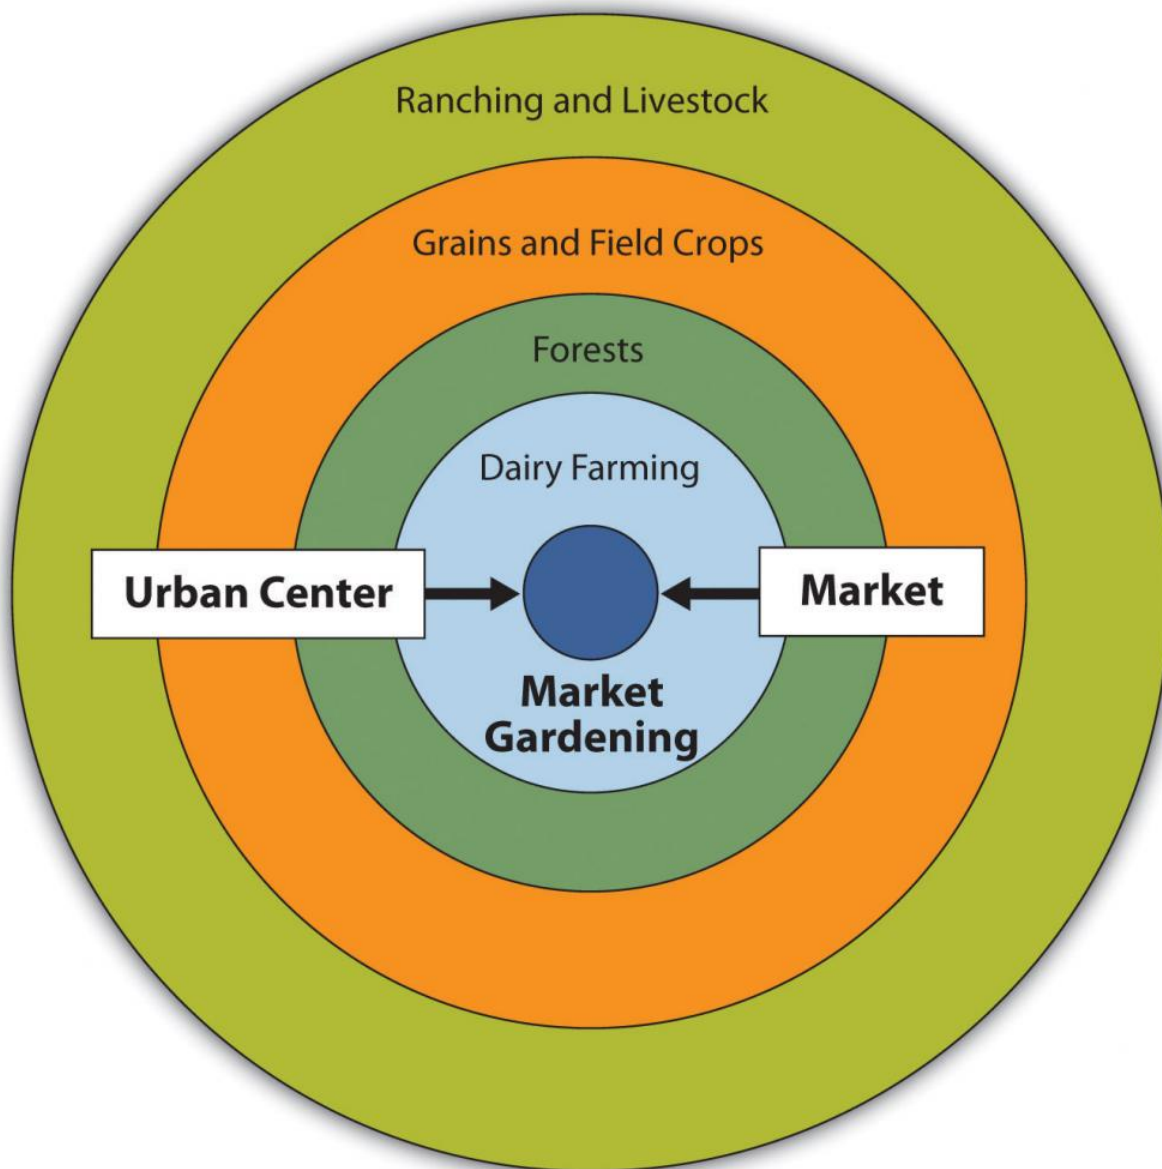 Ranching and Livestock
Grains and Field Crops
Forests
Dairy Farming
Urban Center
Market
Market
Gardening